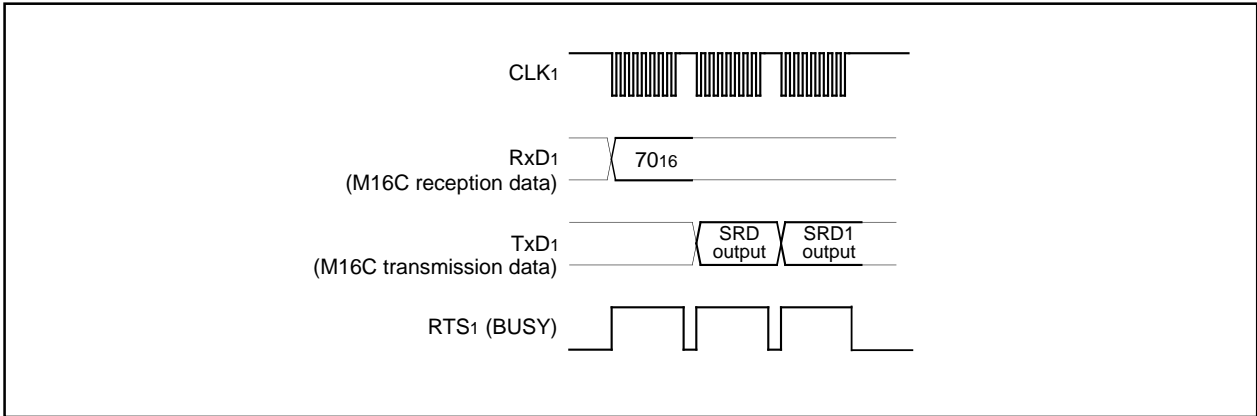 CLK1
RxD1
(M16C reception data)
7016
TxD1
(M16C transmission data)
SRD
output
SRD1
output
RTS1 (BUSY)